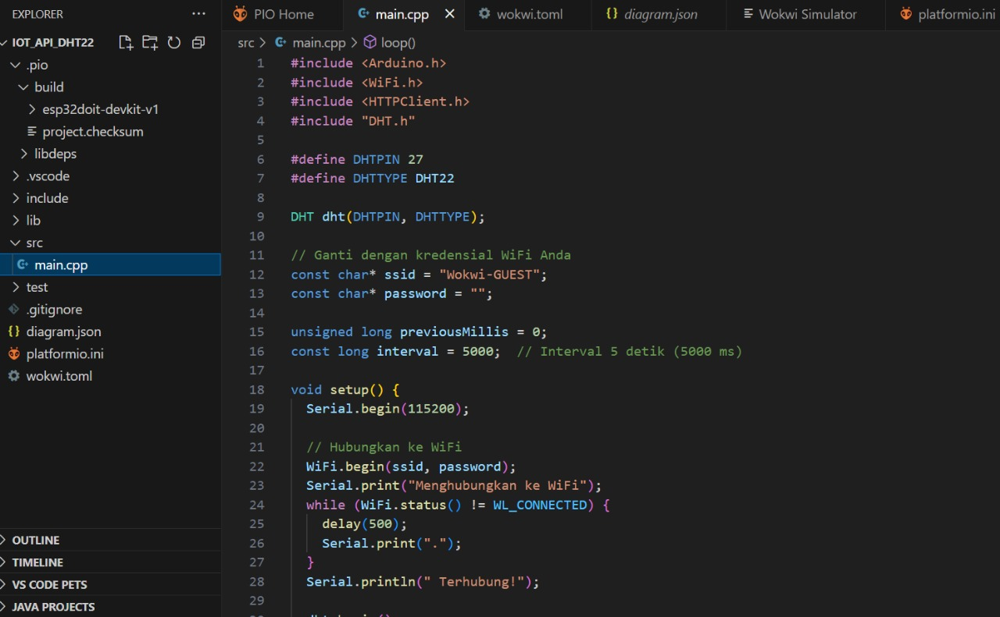 EXPLORER
IOT_API_DHT22
.pio
build
esp32doit-devkit-v1
project.checksum
libdeps
.vscode
include
lib
src
main.cpp
test
.gitignore
diagram.json
platformio.ini
wokwi.toml
OUTLINE
TIMELINE
VS CODE PETS
JAVA PROJECTS
PIO Home
main.cpp
wokwi.toml
diagram.json
Wokwi Simulator
platformio.ini
src > main.cpp > loop()
1 #include <Arduino.h>
2 #include <WiFi.h>
3 #include <HTTPClient.h>
4 #include "DHT.h"
5
6 #define DHTPIN 27
7 #define DHTTYPE DHT22
8
9 DHT dht(DHTPIN, DHTTYPE);
10
11 // Ganti dengan kredensial WiFi Anda
12 const char* ssid = "Wokwi-GUEST";
13 const char* password = "";
14
15 unsigned long previousMillis = 0;
16 const long interval = 5000;  // Interval 5 detik (5000 ms)
17
18 void setup() {
19 Serial.begin(115200);
20
21 // Hubungkan ke WiFi
22 WiFi.begin(ssid, password);
23 Serial.print("Menghubungkan ke WiFi");
24 while (WiFi.status() != WL_CONNECTED) {
25 delay(500);
26 Serial.print(".");
27 }
28 Serial.println(" Terhubung!");
29